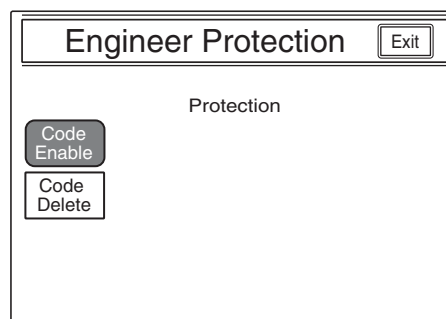 Engineer Protection Exit
Protection
Code
Enable
Code
Delete